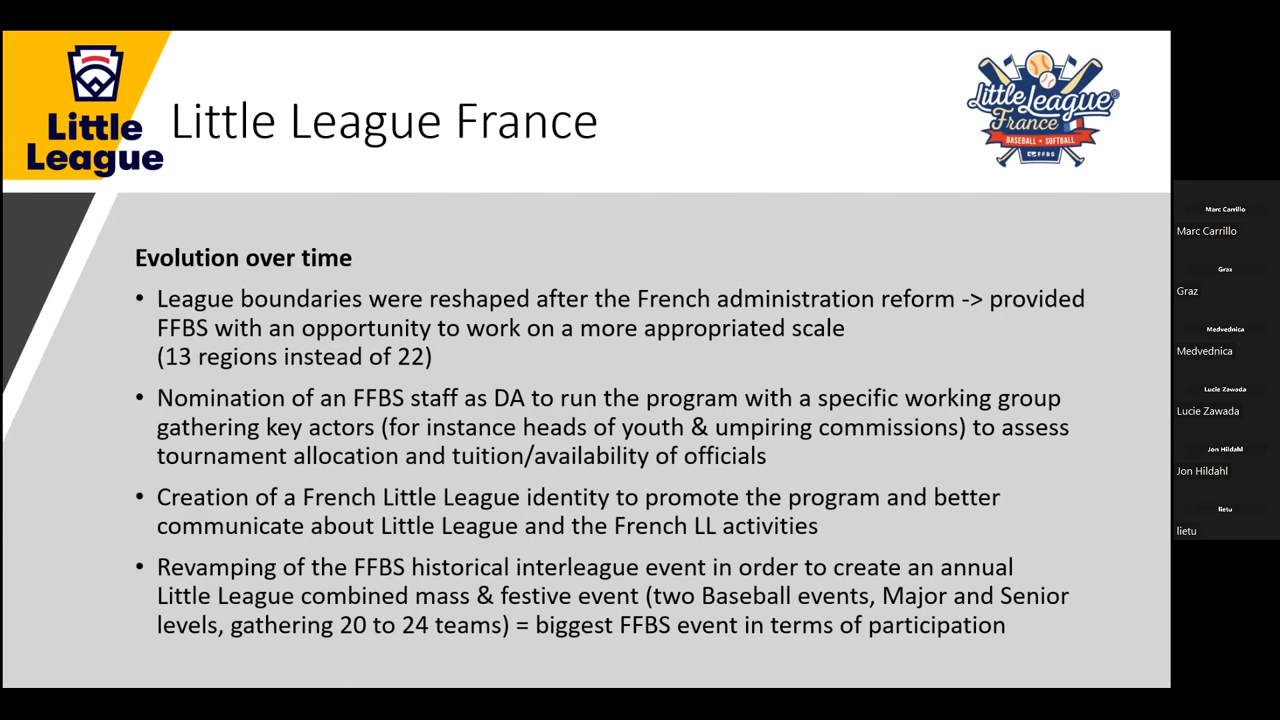 Little
League
Little League France
Little League
France
BASEBALL • SOFTBALL
FFBS
Evolution over time
• League boundaries were reshaped after the French administration reform -> provided
FFBS with an opportunity to work on a more appropriated scale
(13 regions instead of 22)
• Nomination of an FFBS staff as DA to run the program with a specific working group
gathering key actors (for instance heads of youth & umpiring commissions) to assess
tournament allocation and tuition/availability of officials
• Creation of a French Little League identity to promote the program and better
communicate about Little League and the French LL activities
• Revamping of the FFBS historical interleague event in order to create an annual
Little League combined mass & festive event (two Baseball events, Major and Senior
levels, gathering 20 to 24 teams) = biggest FFBS event in terms of participation
Marc Carrillo
Marc Carrillo
Graz
Graz
Medvednica
Medvednica
Lucie Zawada
Lucie Zawada
Jon Hildahl
Jon Hildahl
lietu
lietu